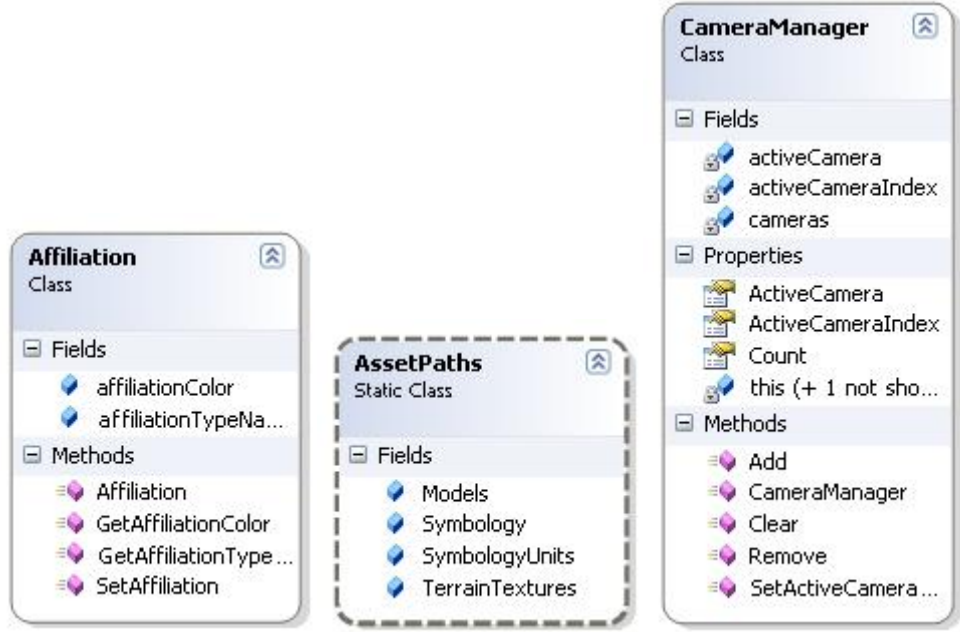 Affiliation
Class
Fields
affiliationColor
affiliationTypeNa...
Methods
Affiliation
GetAffiliationColor
GetAffiliationType...
SetAffiliation
AssetPaths
Static Class
Fields
Models
Symbology
SymbologyUnits
TerrainTextures
CameraManager
Class
Fields
activeCamera
activeCameraIndex
cameras
Properties
ActiveCamera
ActiveCameraIndex
Count
this (+ 1 not sho...
Methods
Add
CameraManager
Clear
Remove
SetActiveCamera...